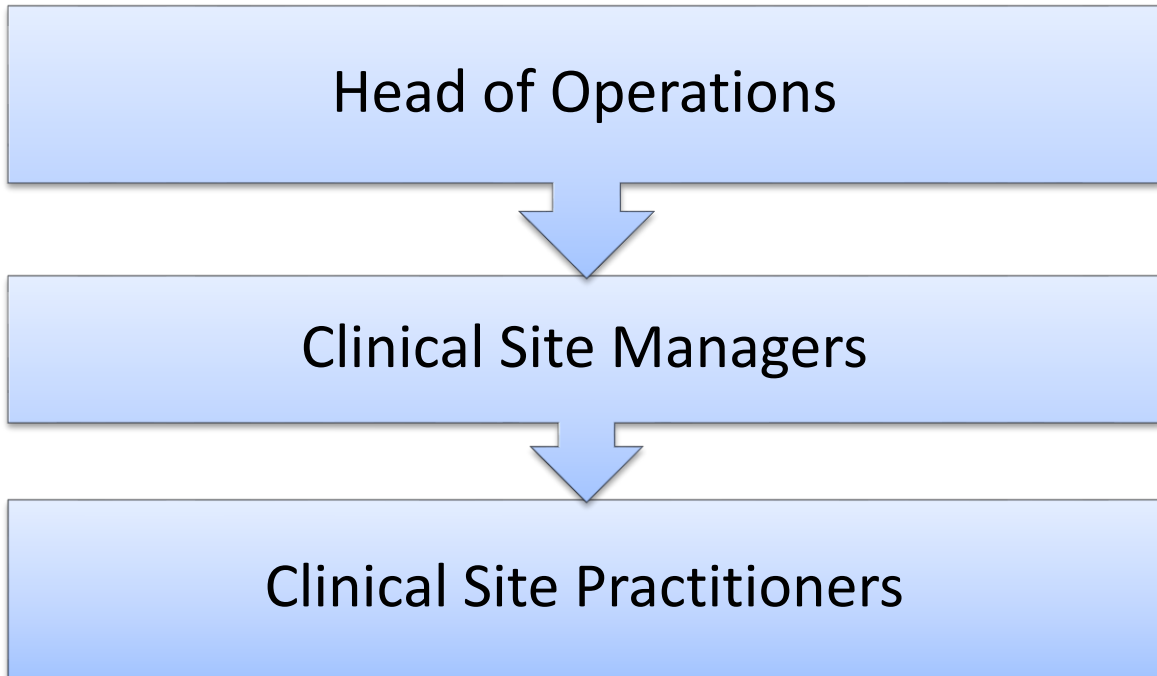 Head of Operations
Clinical Site Managers
Clinical Site Practitioners